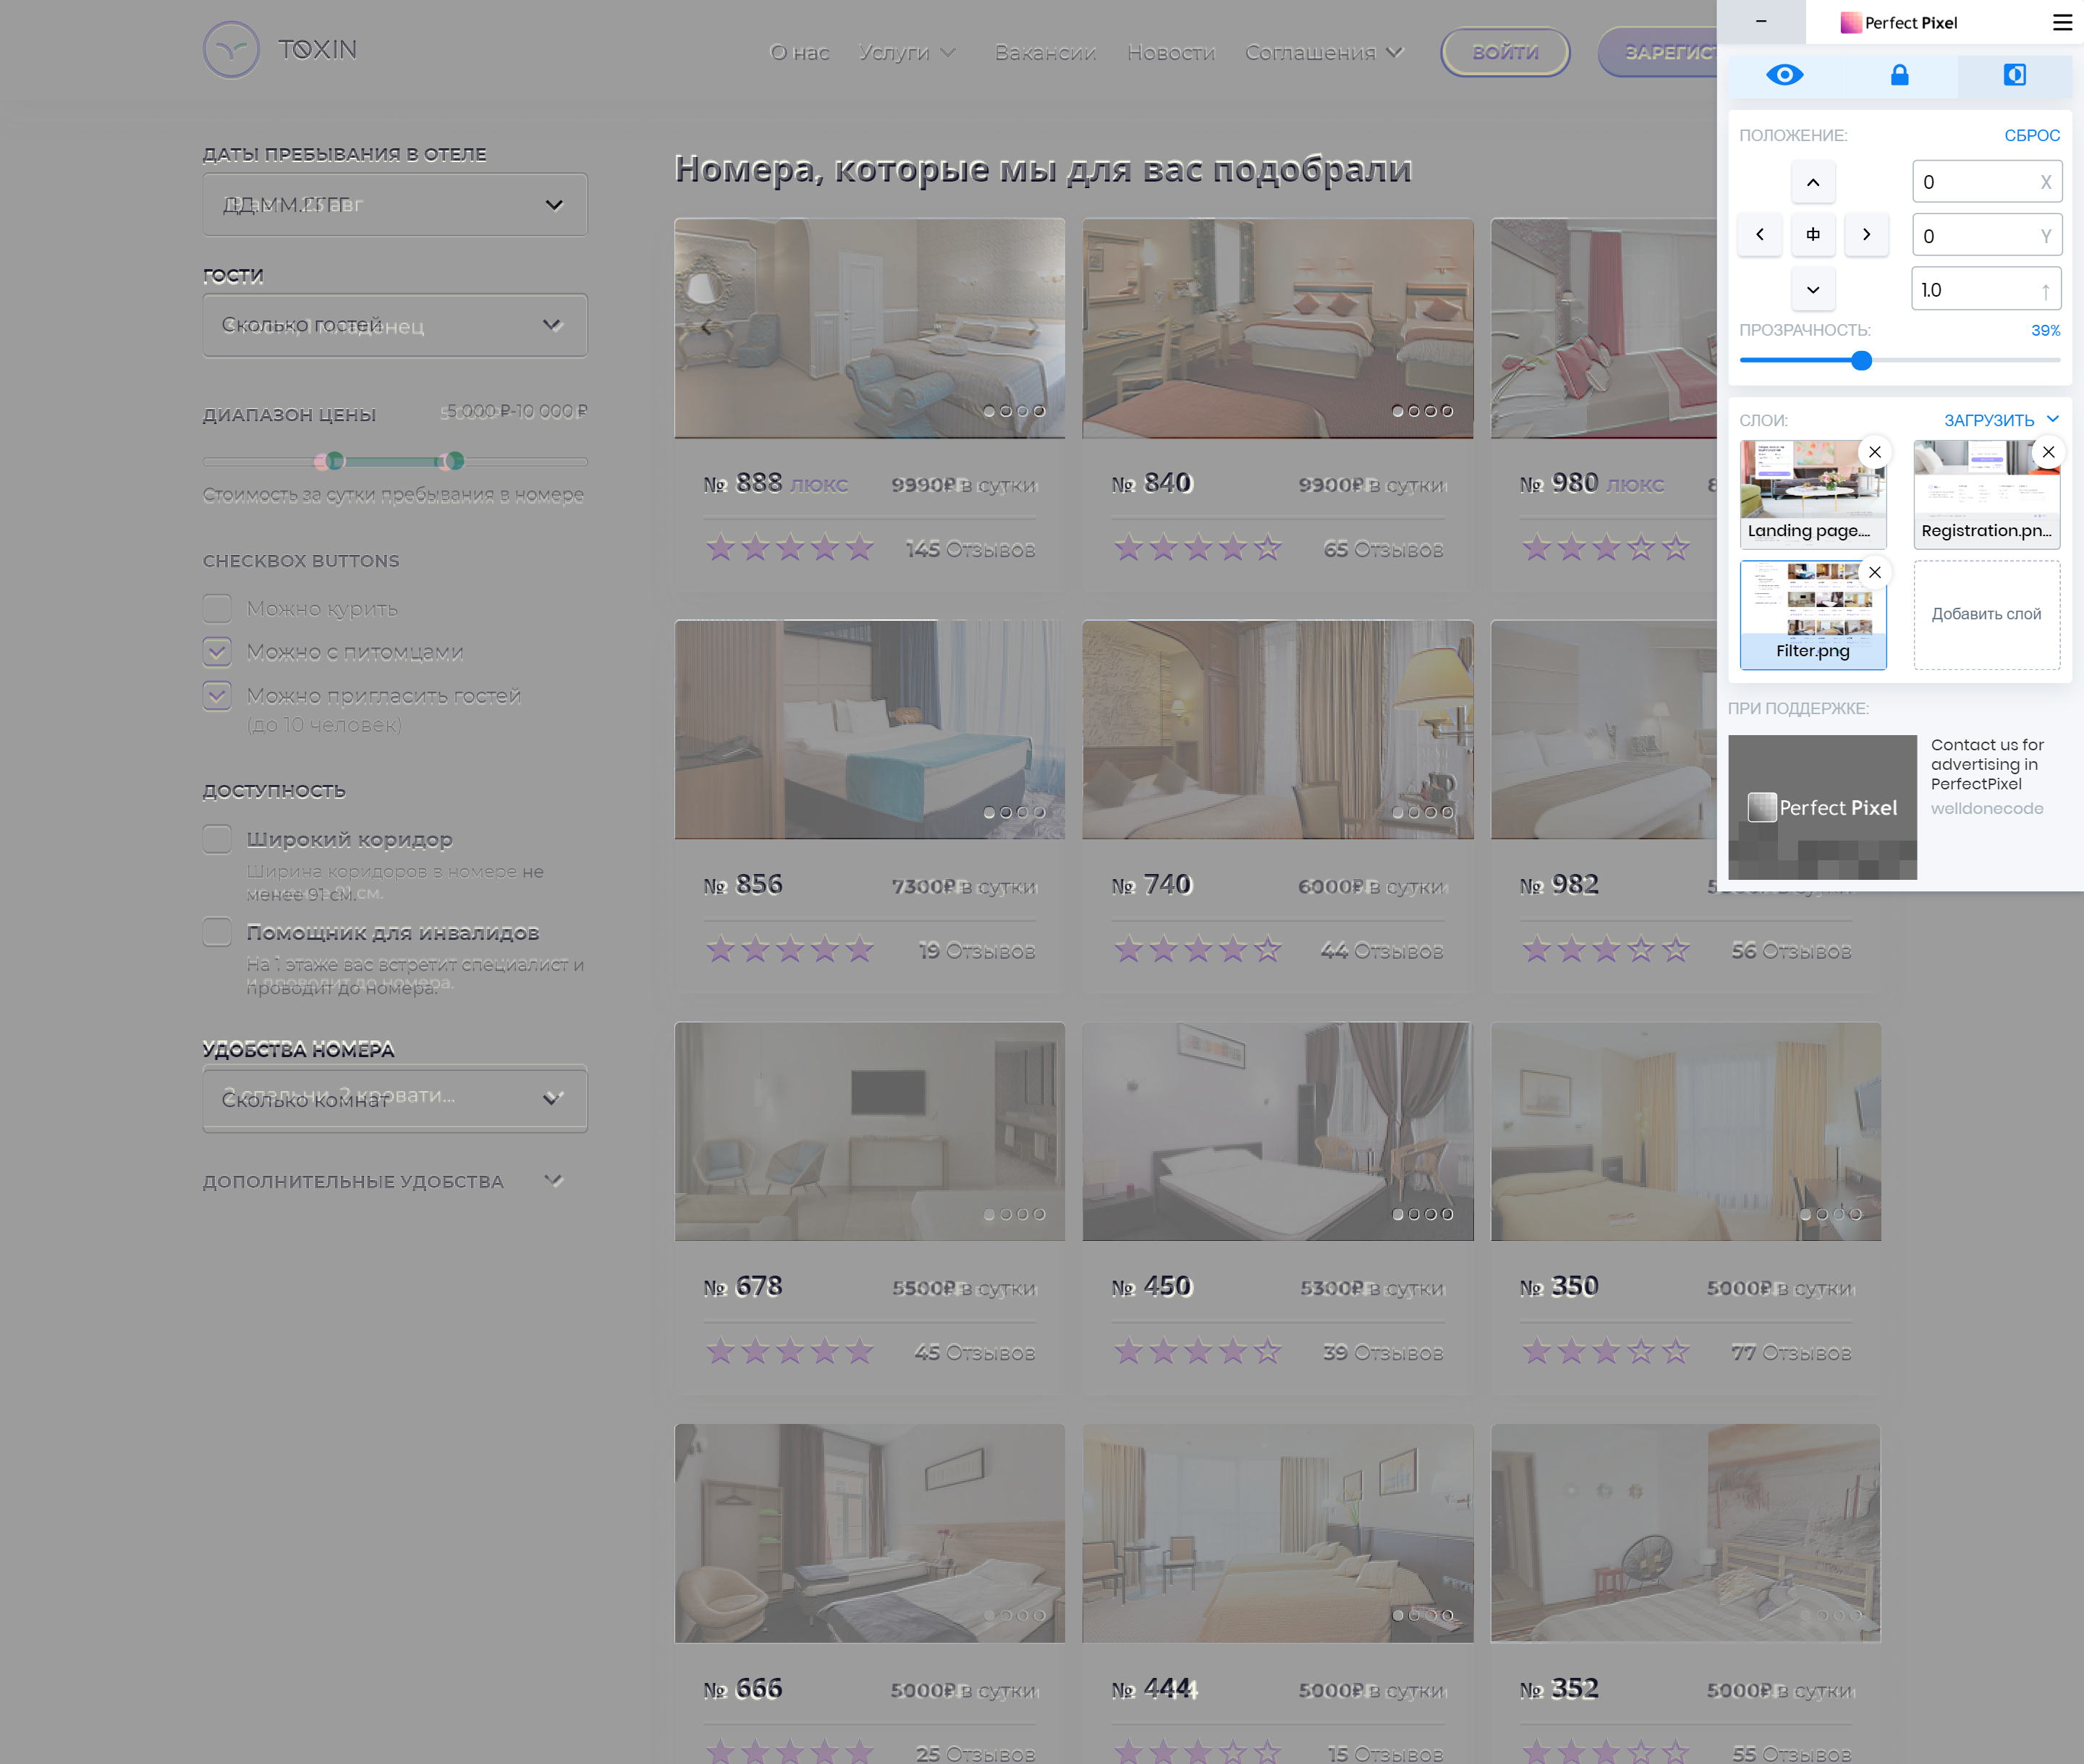 TOXIN
О нас
Услуги
Вакансии
Новости
Соглашения
ВОЙТИ
ЗАРЕГИСТ
Perfect Pixel
ПОЛОЖЕНИЕ:
СБРОС
0 X
0 Y
1.0 ↑
ПРОЗРАЧНОСТЬ:
39%
СЛОИ:
ЗАГРУЗИТЬ
Landing page....
Registration.pn...
Filter.png
Добавить слой
ПРИ ПОДДЕРЖКЕ:
Perfect Pixel
Contact us for
advertising in
PerfectPixel
welldonecode
ДАТЫ ПРЕБЫВАНИЯ В ОТЕЛЕ
ДД.ММ.ГГГГ
ГОСТИ
Сколько гостей
младенец
ДИАПАЗОН ЦЕНЫ
5 000 ₽-10 000 ₽
Стоимость за сутки пребывания в номере
CHECKBOX BUTTONS
Можно курить
Можно с питомцами
Можно пригласить гостей
(до 10 человек)
ДОСТУПНОСТЬ
Широкий коридор
Ширина коридоров в номере не
менее 91 см.
Помощник для инвалидов
На 1 этаже вас встретит специалист и
проводит до номера.
УДОБСТВА НОМЕРА
Сколько комнат
2 спальни, 2 кровати...
ДОПОЛНИТЕЛЬНЫЕ УДОБСТВА
Номера, которые мы для вас подобрали
№ 888 ЛЮКС
9990₽ в сутки
145 Отзывов
№ 840
9900₽ в сутки
65 Отзывов
№ 980 ЛЮКС
8
№ 856
7300₽ в сутки
19 Отзывов
№ 740
6000₽ в сутки
44 Отзывов
№ 982
в сутки
56 Отзывов
№ 678
5500₽ в сутки
45 Отзывов
№ 450
5300₽ в сутки
39 Отзывов
№ 350
5000₽ в сутки
77 Отзывов
№ 666
5000₽ в сутки
25 Отзывов
№ 444
5000₽ в сутки
15 Отзывов
№ 352
5000₽ в сутки
55 Отзывов